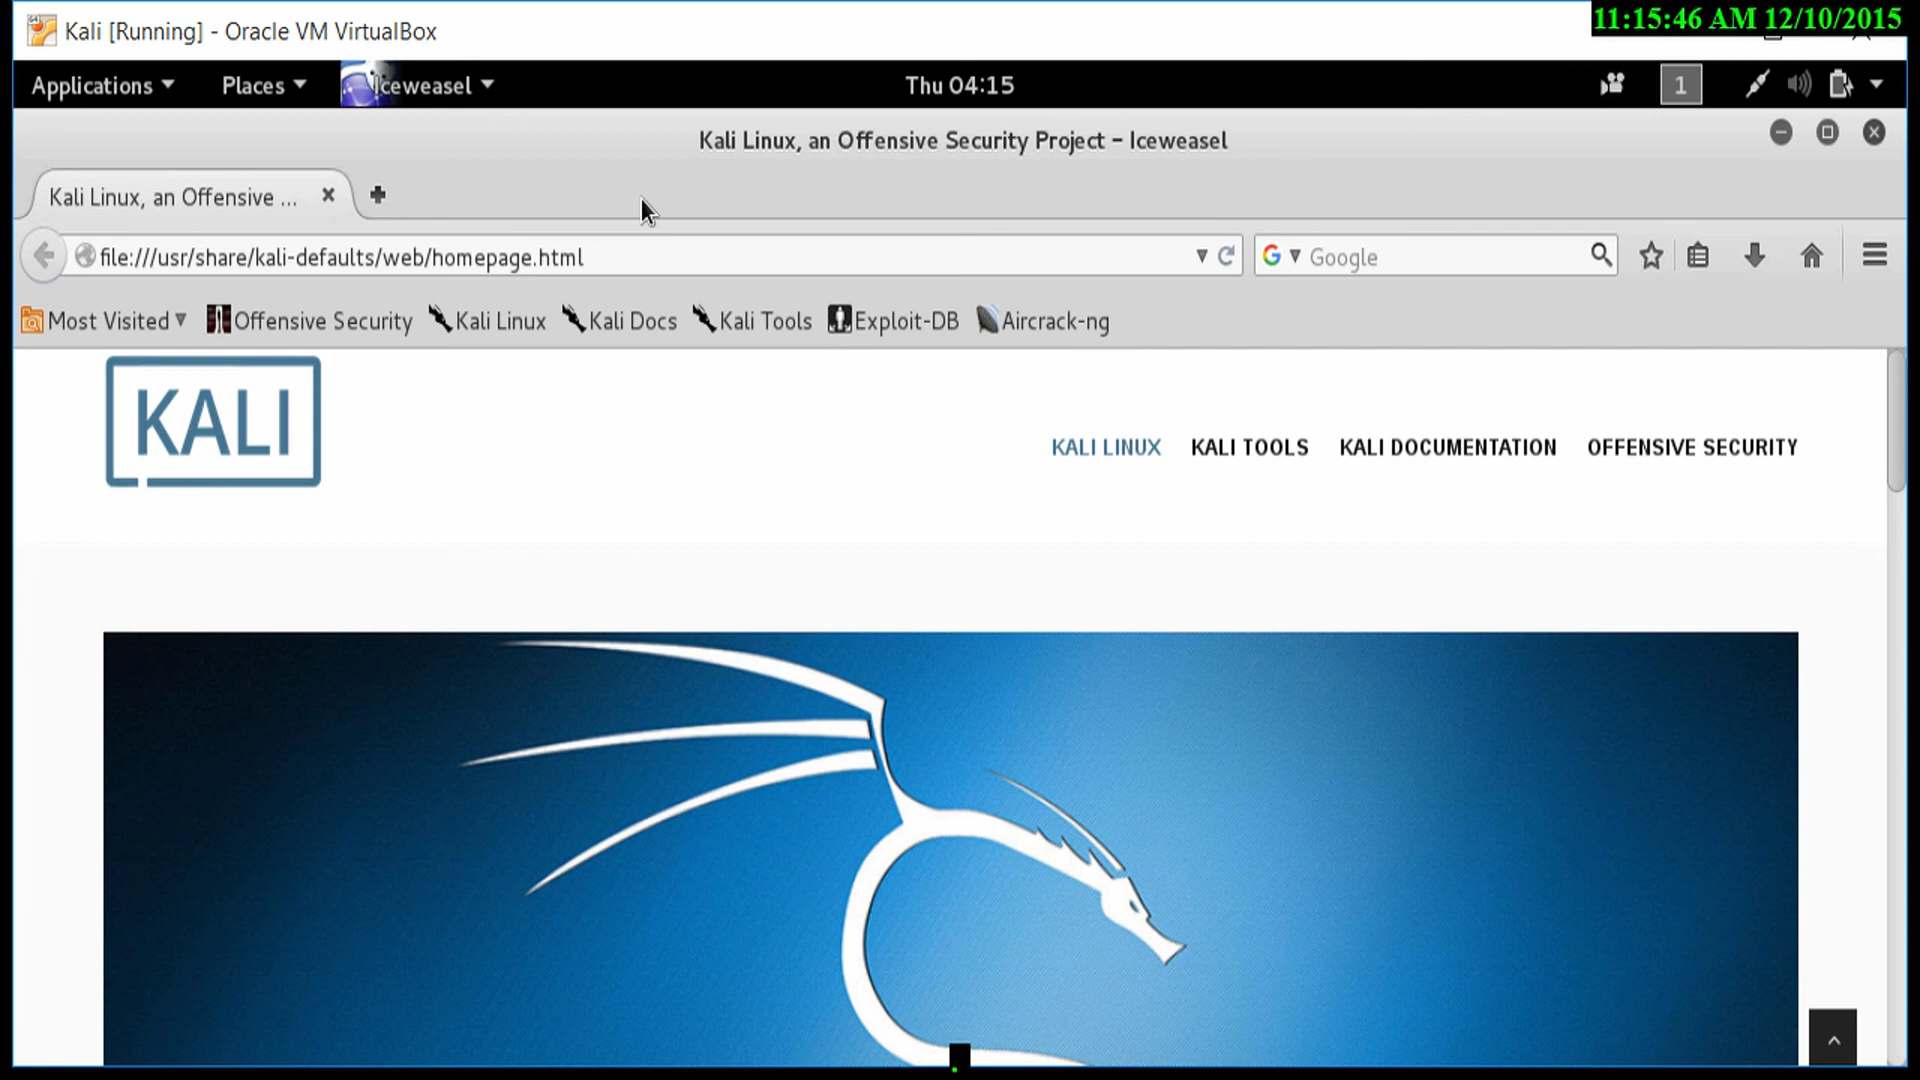 Kali [Running] - Oracle VM VirtualBox
11:15:46 AM 12/10/2015
Applications Places Iceweasel Thu 04:15 1
Kali Linux, an Offensive Security Project – Iceweasel
Kali Linux, an Offensive ...
file:///usr/share/kali-defaults/web/homepage.html Google
Most Visited Offensive Security Kali Linux Kali Docs Kali Tools Exploit-DB Aircrack-ng
KALI
KALI LINUX KALI TOOLS KALI DOCUMENTATION OFFENSIVE SECURITY